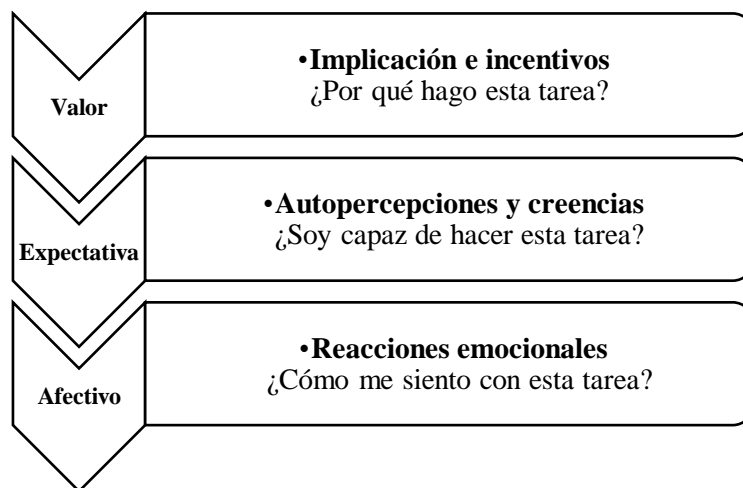 Valor
•Implicación e incentivos
¿Por qué hago esta tarea?
Expectativa
•Autopercepciones y creencias
¿Soy capaz de hacer esta tarea?
Afectivo
•Reacciones emocionales
¿Cómo me siento con esta tarea?